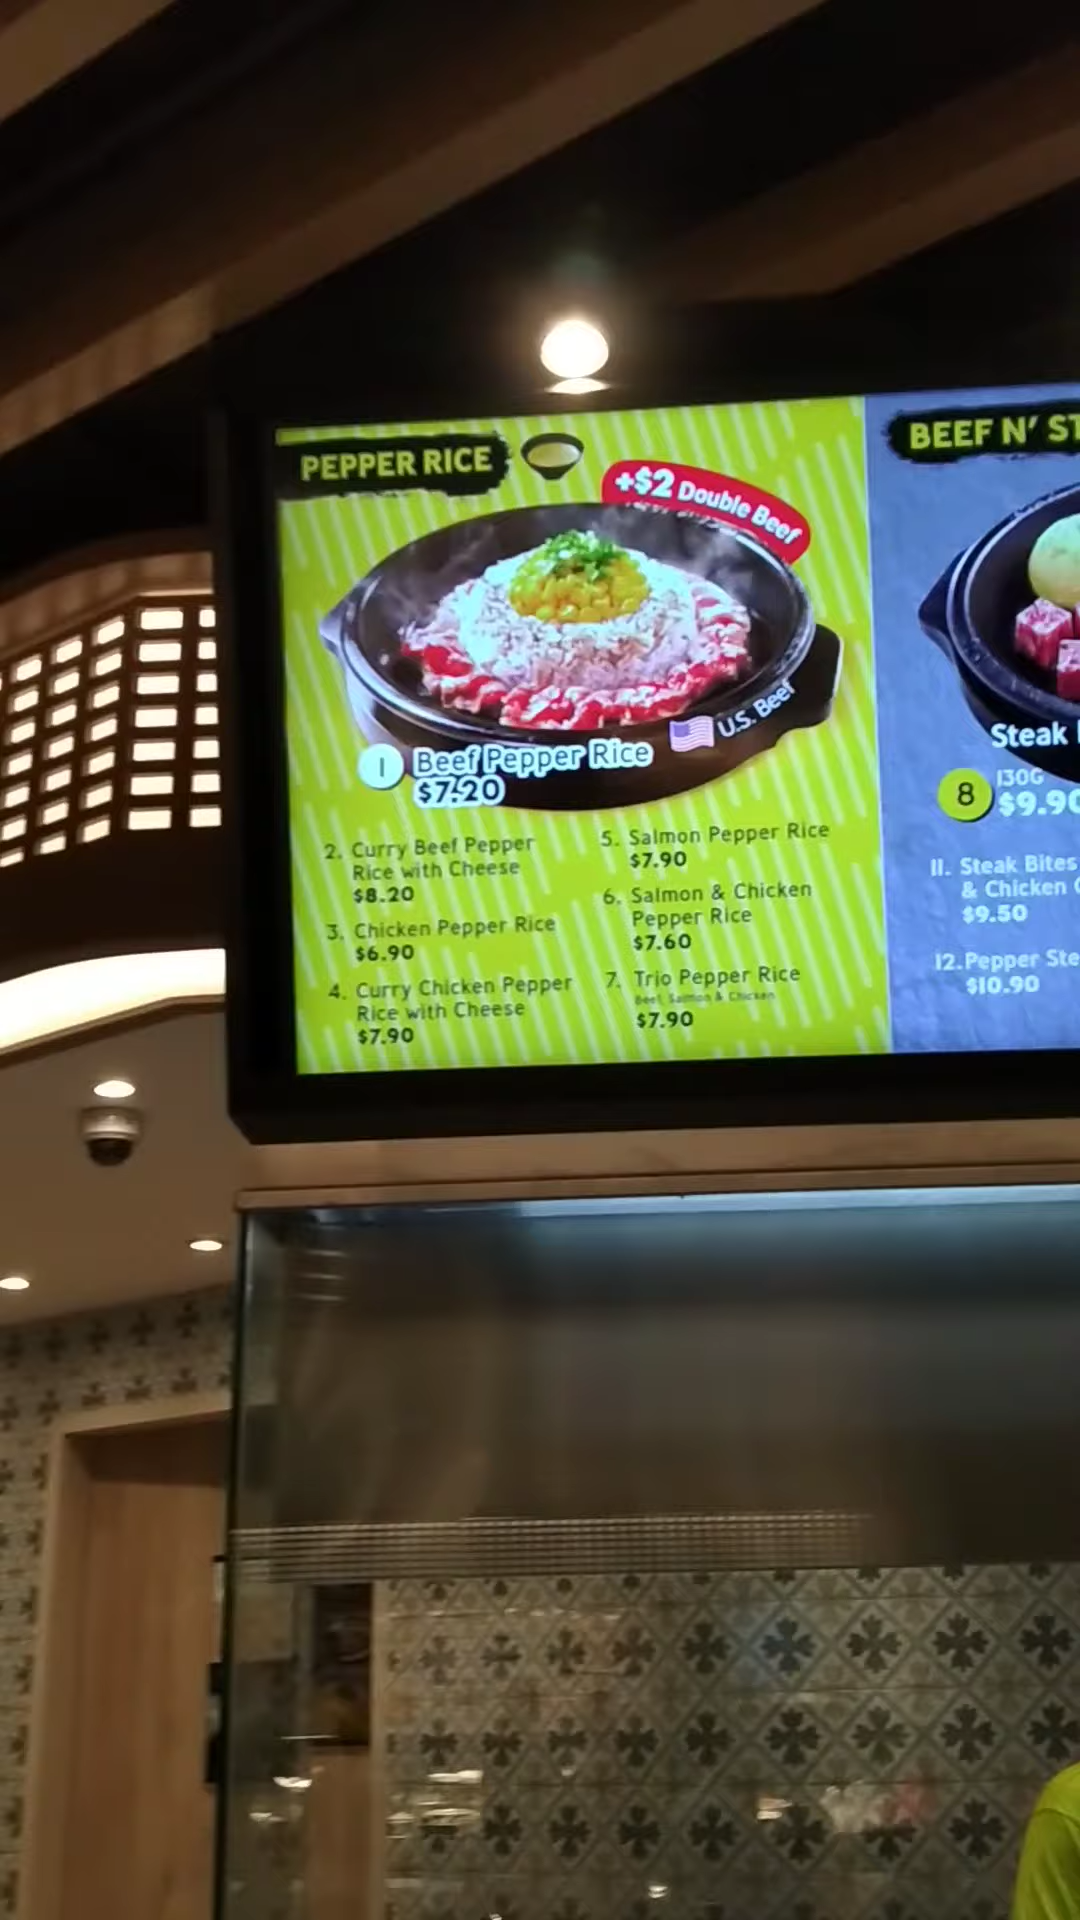 PEPPER RICE
+$2 Double Beef
U.S. Beef
1 Beef Pepper Rice
$7.20
2. Curry Beef Pepper
Rice with Cheese
$8.20
3. Chicken Pepper Rice
$6.90
4. Curry Chicken Pepper
Rice with Cheese
$7.90
5. Salmon Pepper Rice
$7.90
6. Salmon & Chicken
Pepper Rice
$7.60
7. Trio Pepper Rice
Beef, Salmon & Chicken
$7.90
BEEF N' ST
Steak
8 130G
$9.90
11. Steak Bites
& Chicken
$9.50
12. Pepper Ste
$10.90